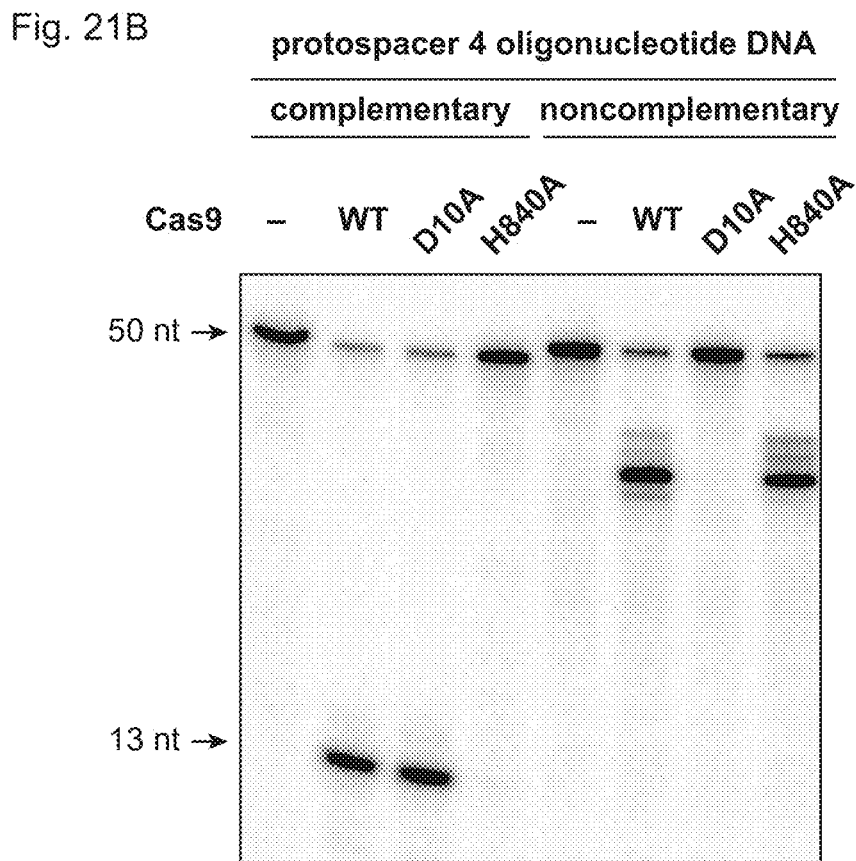 Fig. 21B
protospacer 4 oligonucleotide DNA
complementary noncomplementary
Cas9 – WT D10A H840A – WT D10A H840A
50 nt →
13 nt →